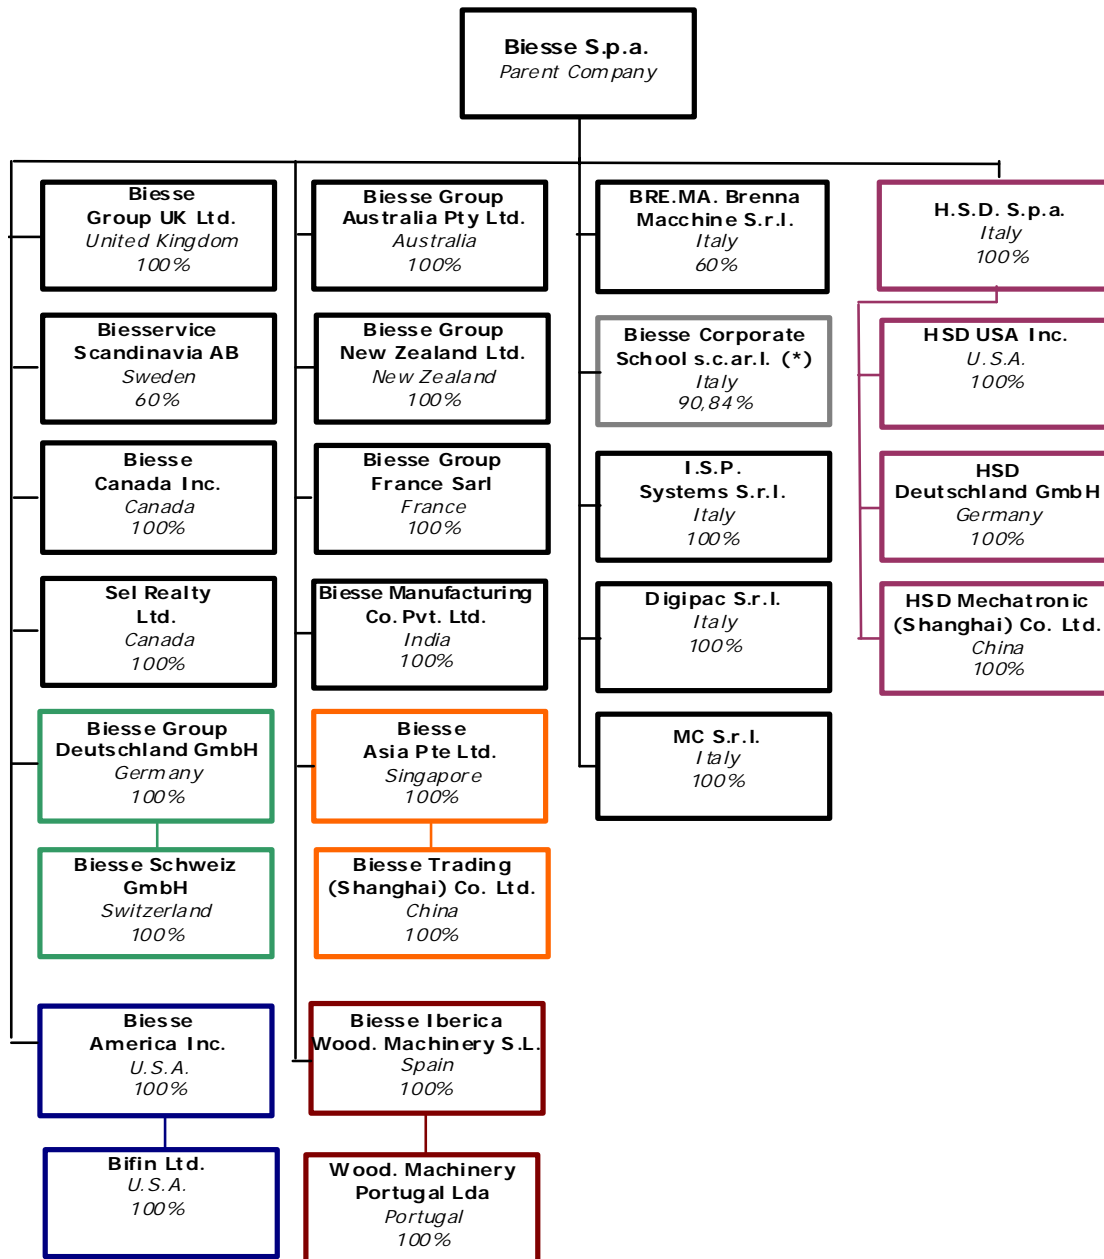 Biesse S.p.a.
Parent Company
Biesse
Group UK Ltd.
United Kingdom
100%
Biesse Group
Australia Pty Ltd.
Australia
100%
BRE.MA. Brenna
Macchine S.r.l.
Italy
60%
H.S.D. S.p.a.
Italy
100%
Biesservice
Scandinavia AB
Sweden
60%
Biesse Group
New Zealand Ltd.
New Zealand
100%
Biesse Corporate
School s.c.ar.l. (*)
Italy
90,84%
HSD USA Inc.
U.S.A.
100%
Biesse
Canada Inc.
Canada
100%
Biesse Group
France Sarl
France
100%
I.S.P.
Systems S.r.l.
Italy
100%
HSD
Deutschland GmbH
Germany
100%
Sel Realty
Ltd.
Canada
100%
Biesse Manufacturing
Co. Pvt. Ltd.
India
100%
Digipac S.r.l.
Italy
100%
HSD Mechatronic
(Shanghai) Co. Ltd.
China
100%
Biesse Group
Deutschland GmbH
Germany
100%
Biesse
Asia Pte Ltd.
Singapore
100%
MC S.r.l.
Italy
100%
Biesse Schweiz
GmbH
Switzerland
100%
Biesse Trading
(Shanghai) Co. Ltd.
China
100%
Biesse
America Inc.
U.S.A.
100%
Biesse Iberica
Wood. Machinery S.L.
Spain
100%
Bifin Ltd.
U.S.A.
100%
Wood. Machinery
Portugal Lda
Portugal
100%